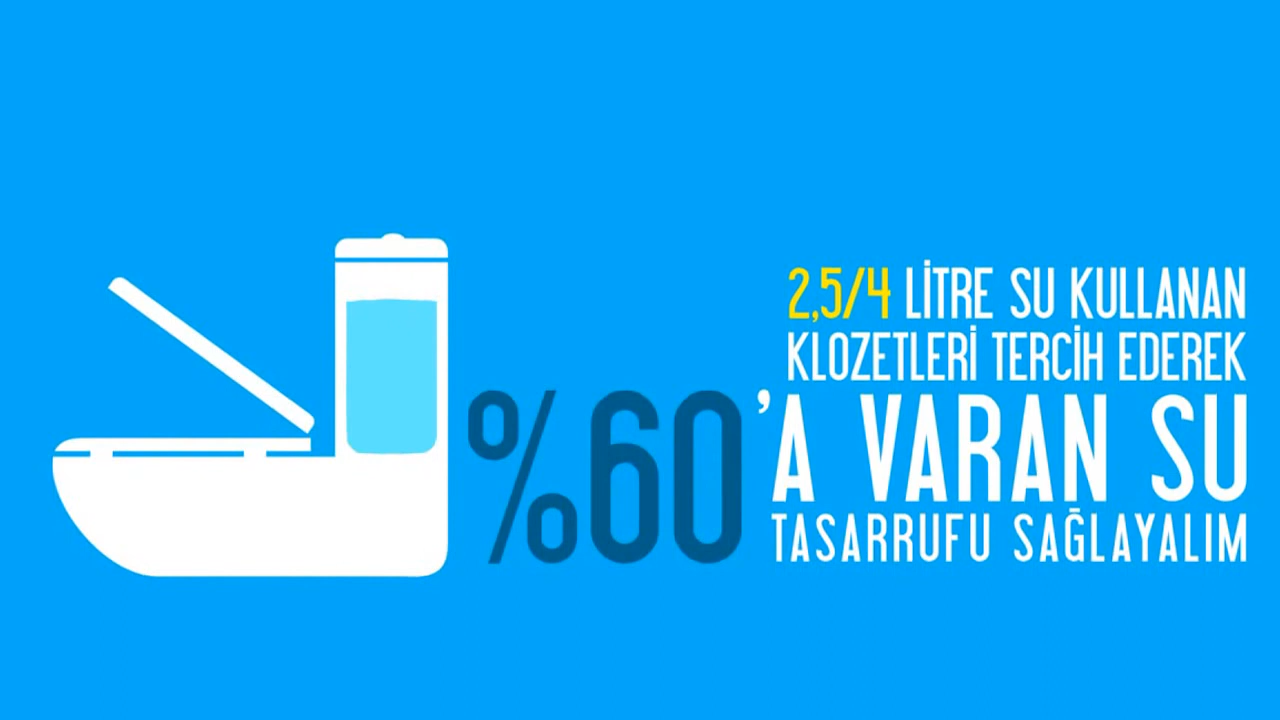 2,5/4 LİTRE SU KULLANAN
KLOZETLERİ TERCİH EDEREK
%60'A VARAN SU
TASARRUFU SAĞLAYALIM